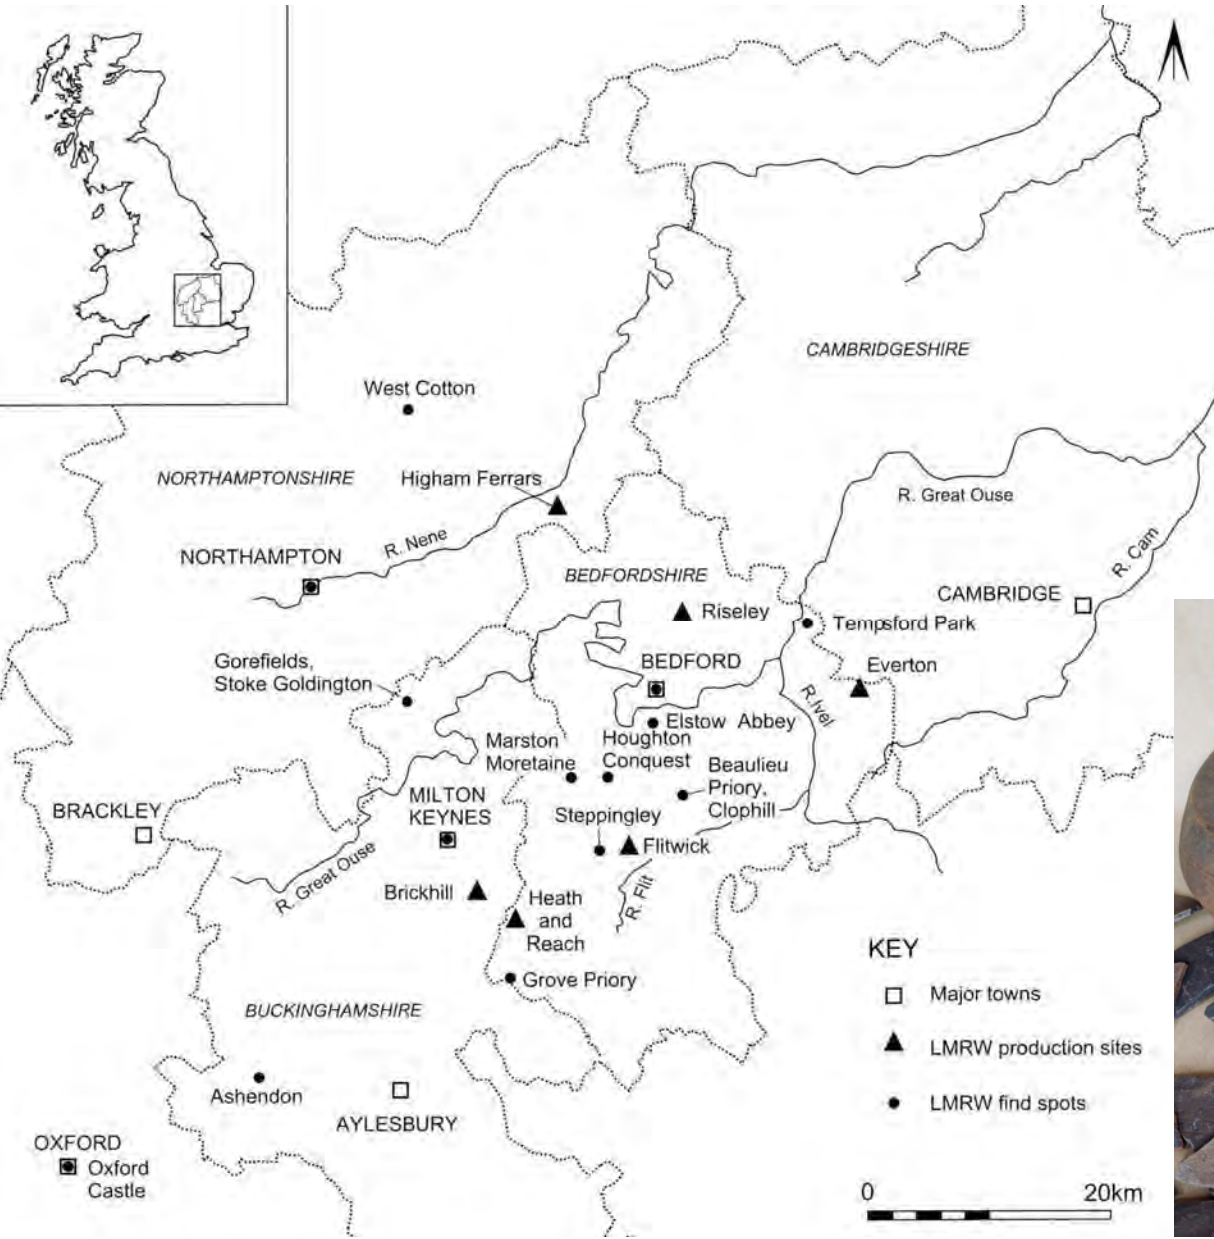 West Cotton
CAMBRIDGESHIRE
NORTHAMPTONSHIRE
Higham Ferrars
R. Great Ouse
R. Nene
R. Cam
NORTHAMPTON
BEDFORDSHIRE
CAMBRIDGE
Riseley
Tempsford Park
Gorefields,
Stoke Goldington
BEDFORD
Everton
R.Ivel
Elstow Abbey
Marston
Moretaine
Houghton
Conquest
Beaulieu
Priory,
Clophill
BRACKLEY
MILTON
KEYNES
Steppingley
Flitwick
R. Great Ouse
Brickhill
R. Flit
Heath
and
Reach
Grove Priory
BUCKINGHAMSHIRE
Ashendon
AYLESBURY
OXFORD
Oxford
Castle
KEY
Major towns
LMRW production sites
LMRW find spots
0 20km